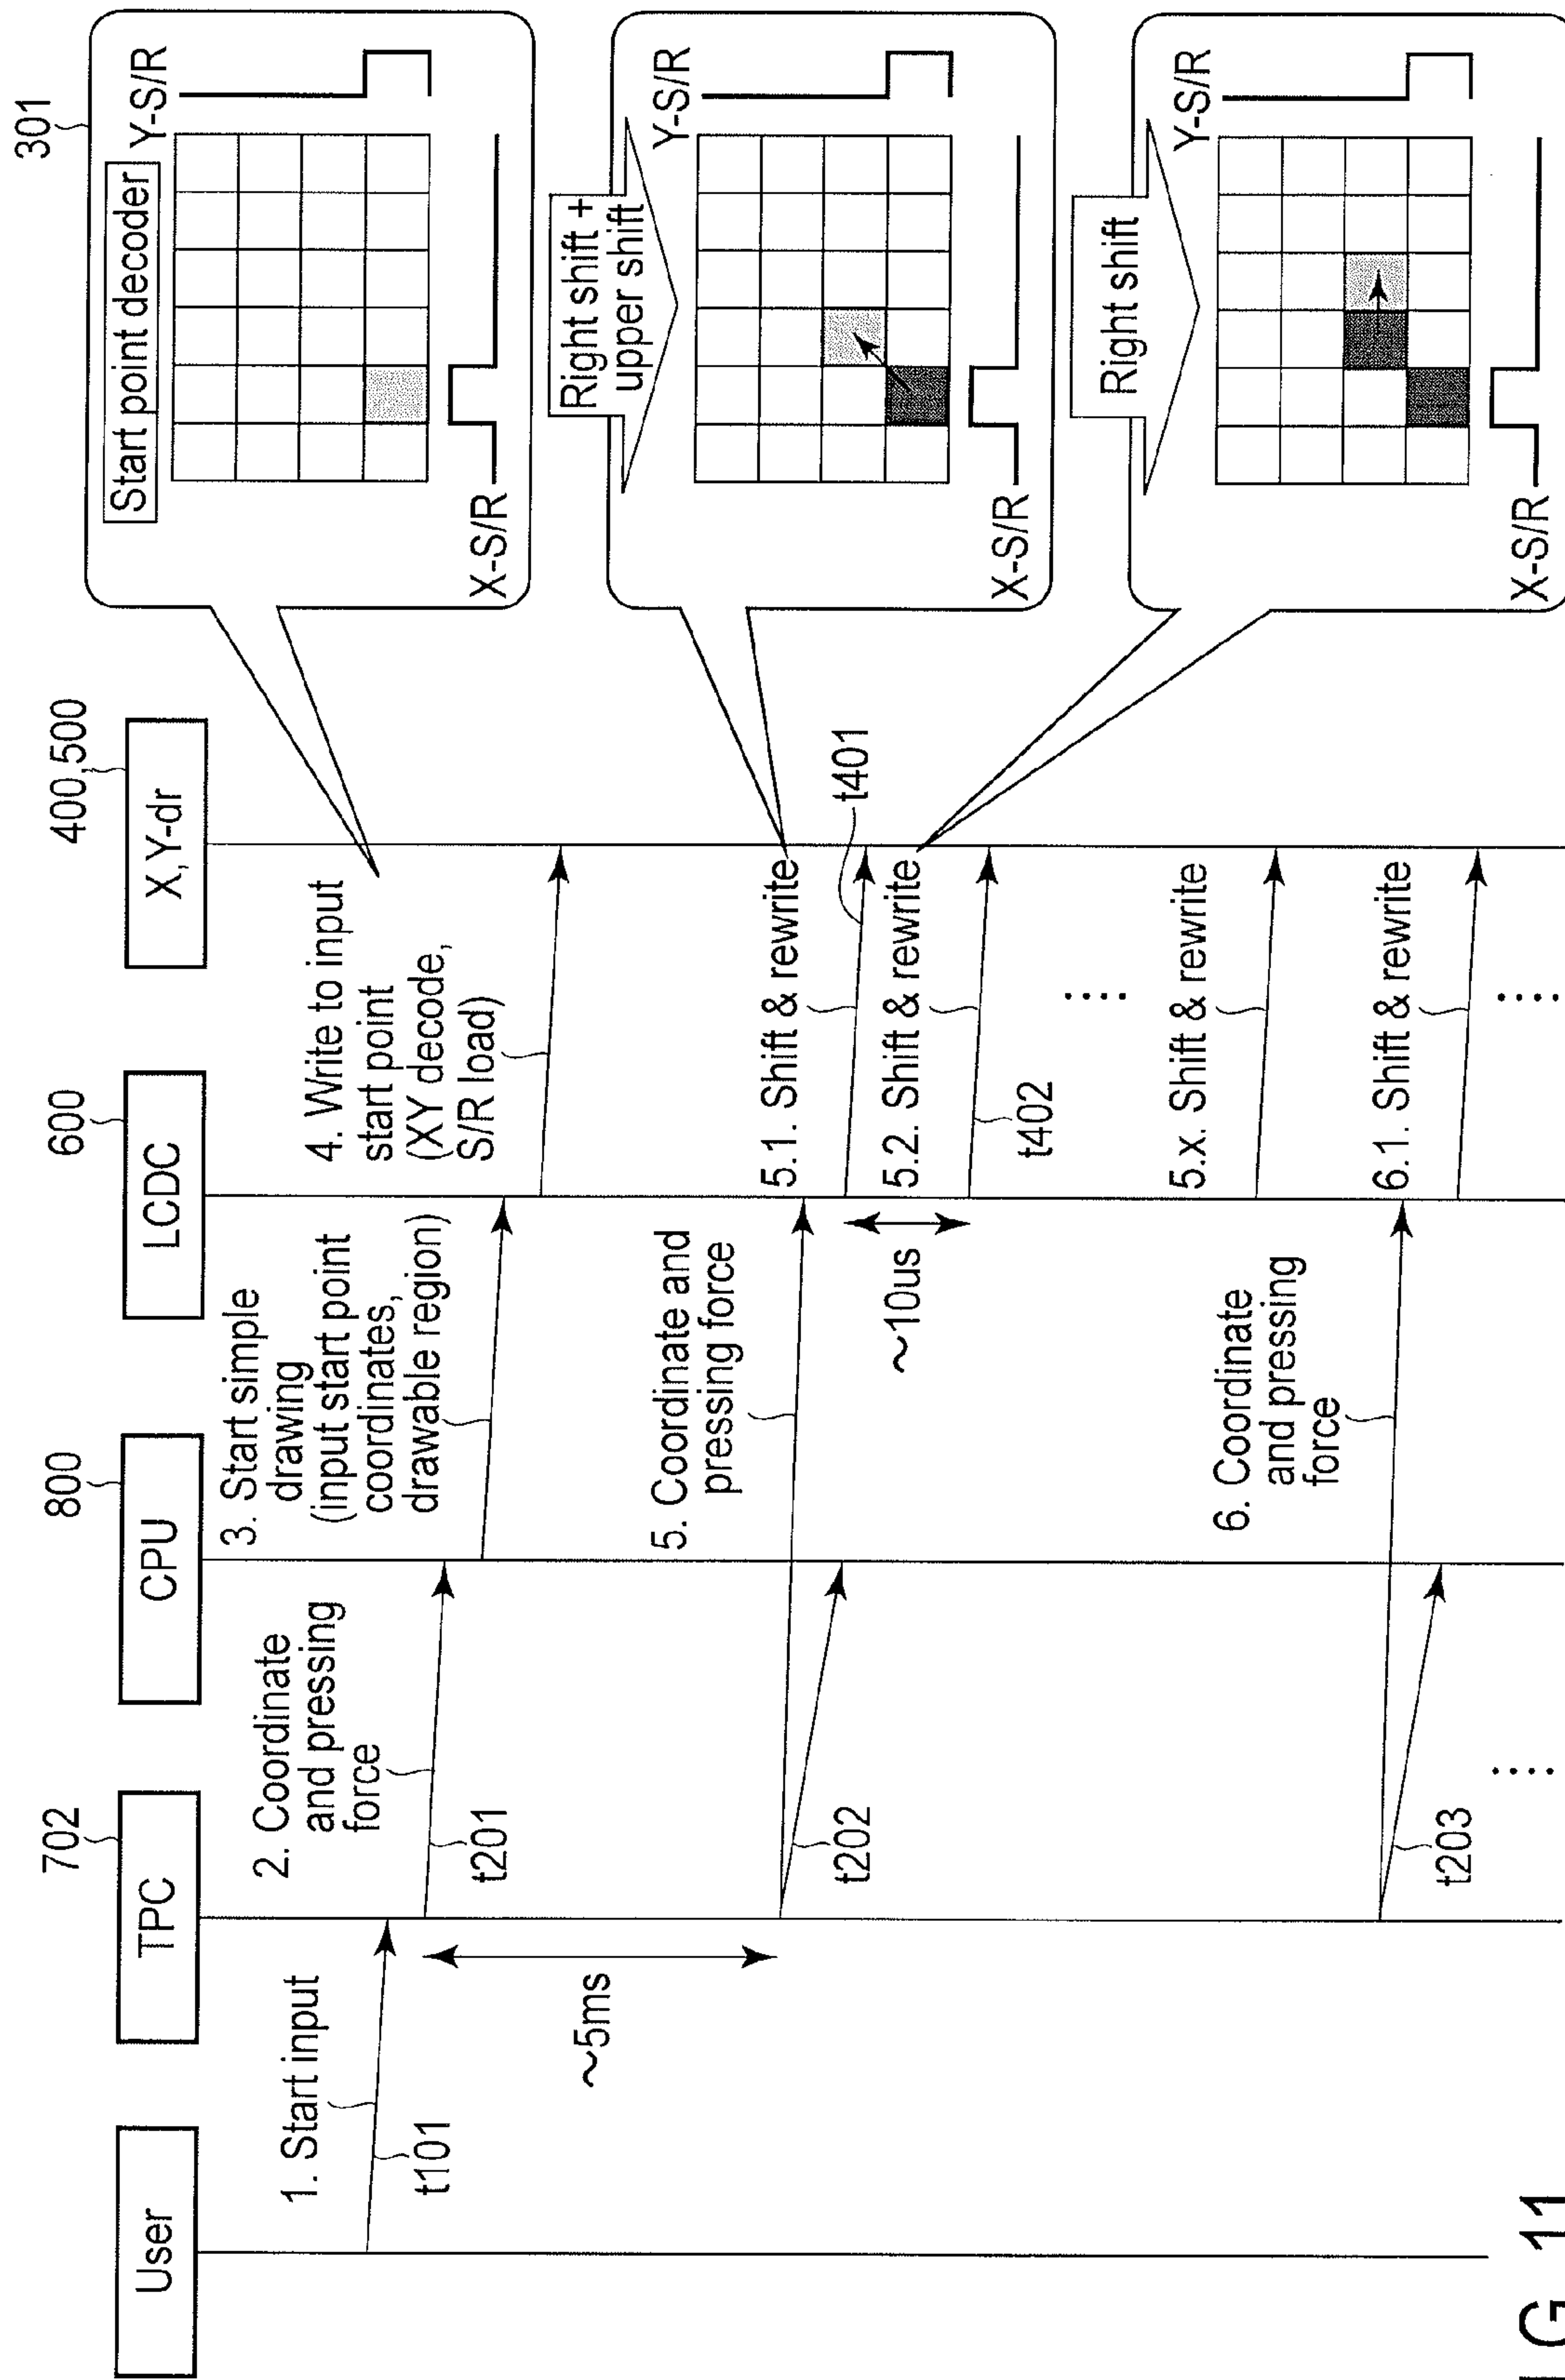 User
TPC
702
CPU
800
LCDC
600
X,Y-dr
400,500
301
1. Start input
t101
2. Coordinate
and pressing
force
t201
~5ms
3. Start simple
drawing
(input start point
coordinates,
drawable region)
4. Write to input
start point
(XY decode,
S/R load)
t202
5. Coordinate and
pressing force
5.1. Shift & rewrite
t401
~10us
5.2. Shift & rewrite
t402
5.x. Shift & rewrite
t203
6. Coordinate
and pressing
force
6.1. Shift & rewrite
Start point decoder
Y-S/R
X-S/R
Right shift +
upper shift
Y-S/R
X-S/R
Right shift
Y-S/R
X-S/R
G. 11